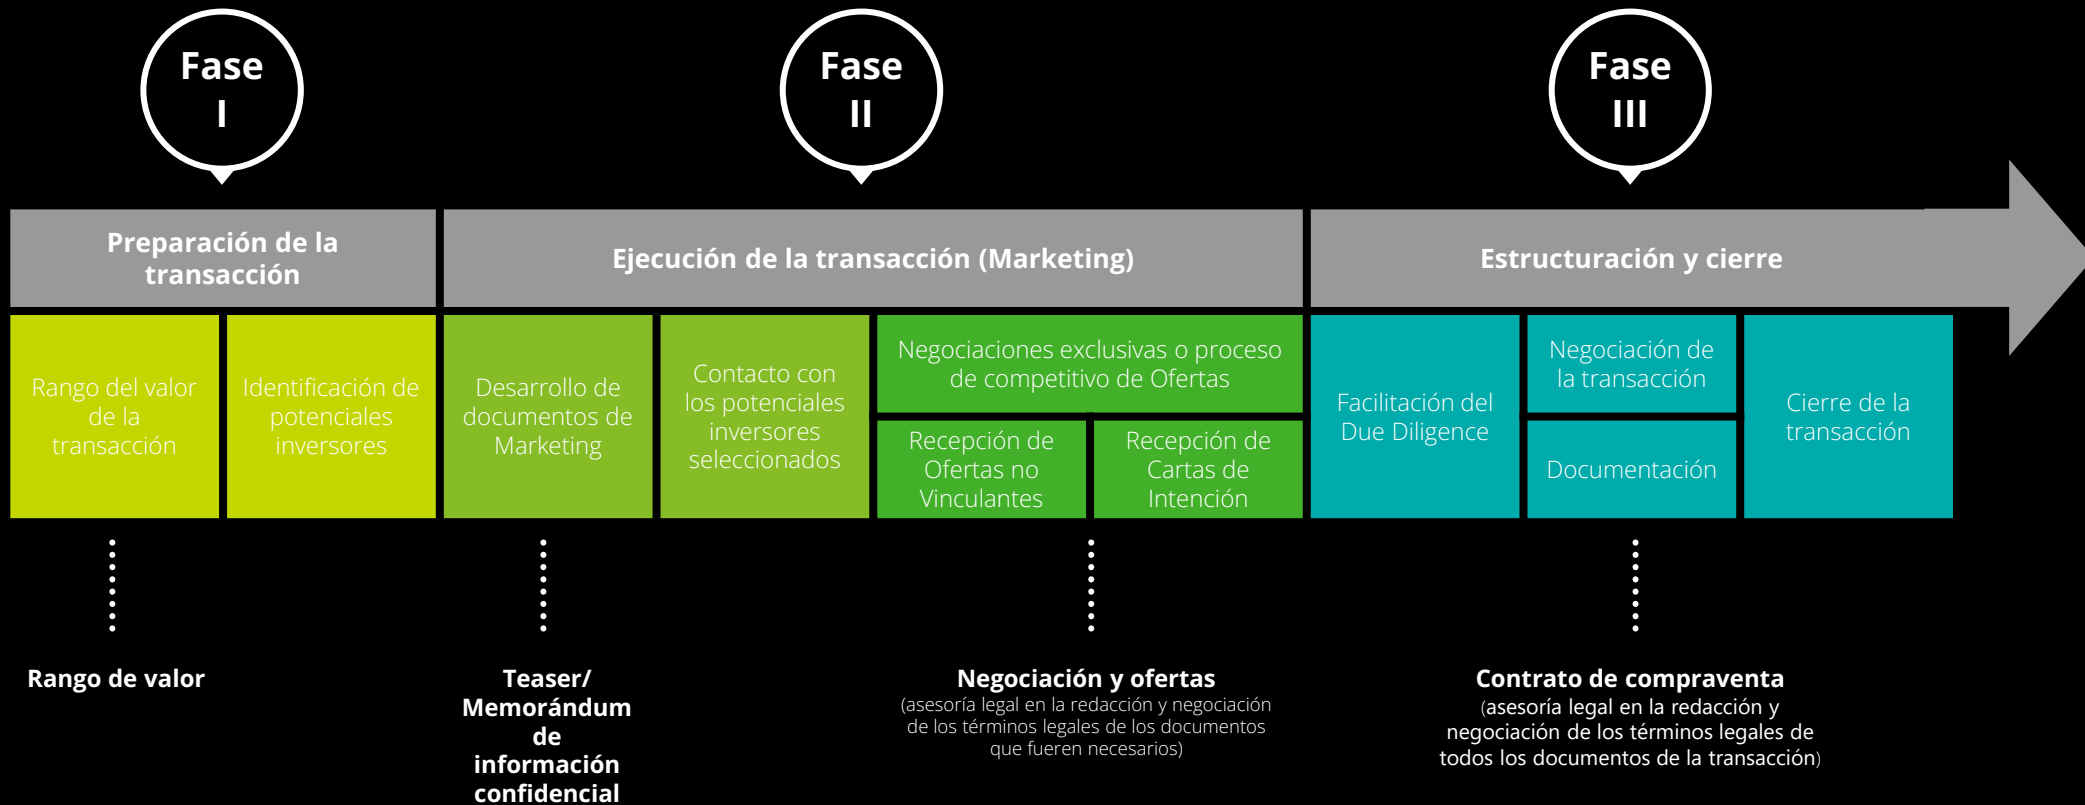 Fase
I
Fase
II
Fase
III
Preparación de la
transacción
Ejecución de la transacción (Marketing)
Estructuración y cierre
Rango del valor
de la
transacción
Identificación de
potenciales
inversores
Desarrollo de
documentos de
Marketing
Contacto con
los potenciales
inversores
seleccionados
Negociaciones exclusivas o proceso
de competitivo de Ofertas
Recepción de
Ofertas no
Vinculantes
Recepción de
Cartas de
Intención
Facilitación del
Due Diligence
Negociación de
la transacción
Documentación
Cierre de la
transacción
Rango de valor
Teaser/
Memorándum
de
información
confidencial
Negociación y ofertas
(asesoría legal en la redacción y negociación
de los términos legales de los documentos
que fueren necesarios)
Contrato de compraventa
(asesoría legal en la redacción y
negociación de los términos legales de
todos los documentos de la transacción)